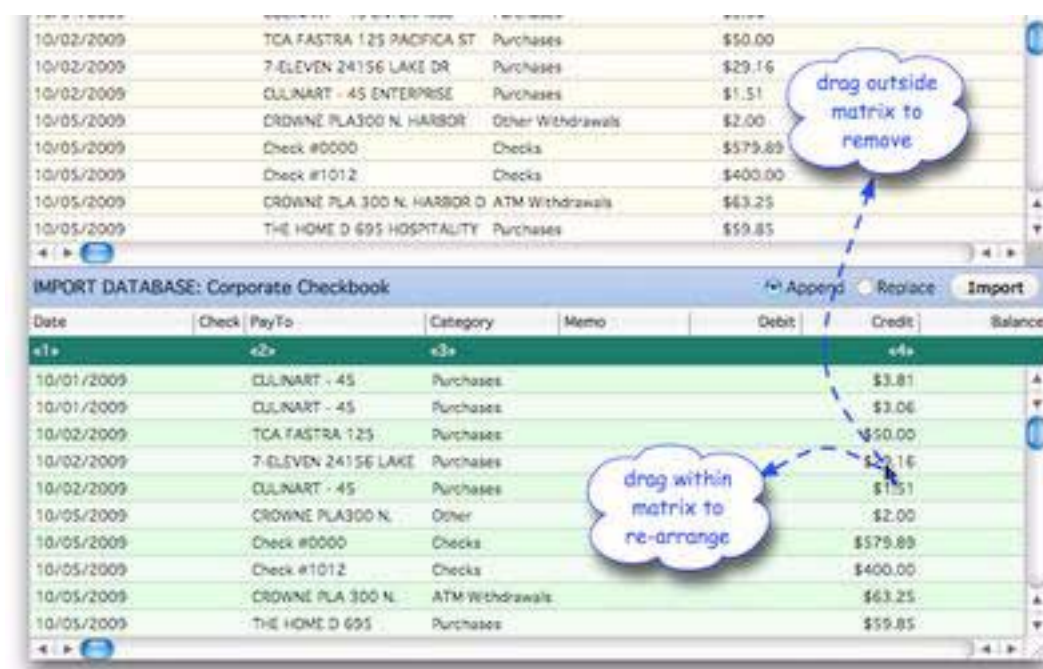 10/02/2009 TCA FASTRA 125 PACIFICA ST Purchases $50.00
10/02/2009 7-ELEVEN 24156 LAKE DR Purchases $29.16
10/02/2009 CULINART - 45 ENTERPRISE Purchases $1.51
10/05/2009 CROWNE PLA300 N. HARBOR Other Withdrawals $2.00
10/05/2009 Check #0000 Checks $579.89
10/05/2009 Check #1012 Checks $400.00
10/05/2009 CROWNE PLA 300 N. HARBOR D ATM Withdrawals $63.25
10/05/2009 THE HOME D 695 HOSPITALITY Purchases $59.85
drag outside
matrix to
remove
IMPORT DATABASE: Corporate Checkbook Append Replace Import
Date Check PayTo Category Memo Debit Credit Balance
«1» «2» «3» «4»
10/01/2009 CULINART - 45 Purchases $3.81
10/01/2009 CULINART - 45 Purchases $3.06
10/02/2009 TCA FASTRA 125 Purchases $50.00
10/02/2009 7-ELEVEN 24156 LAKE Purchases $29.16
10/02/2009 CULINART - 45 Purchases $1.51
10/05/2009 CROWNE PLA300 N. Other $2.00
10/05/2009 Check #0000 Checks $579.89
10/05/2009 Check #1012 Checks $400.00
10/05/2009 CROWNE PLA 300 N. ATM Withdrawals $63.25
10/05/2009 THE HOME D 695 Purchases $59.85
drag within
matrix to
re-arrange